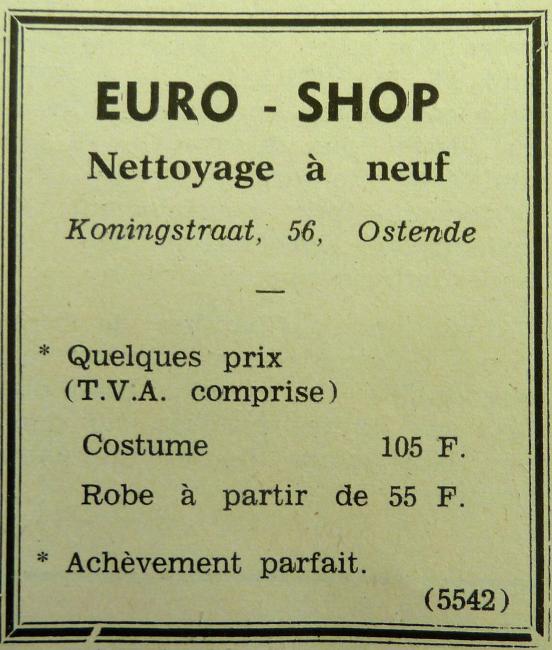 EURO - SHOP
Nettoyage à neuf
Koningstraat, 56, Ostende
—
* Quelques prix
(T.V.A. comprise)
Costume 105 F.
Robe à partir de 55 F.
* Achèvement parfait.
(5542)